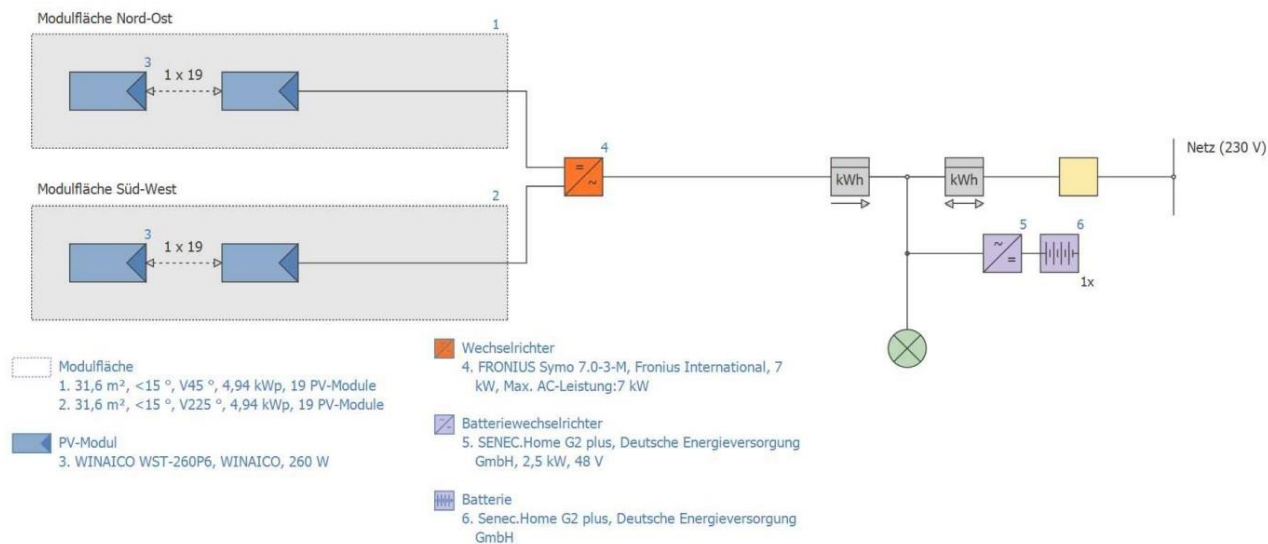 Modulfläche Nord-Ost
1
3
1 x 19
4
kWh
kWh
Netz (230 V)
Modulfläche Süd-West
2
3
1 x 19
5
6
1x
Modulfläche
1. 31,6 m², <15 °, V45 °, 4,94 kWp, 19 PV-Module
2. 31,6 m², <15 °, V225 °, 4,94 kWp, 19 PV-Module
PV-Modul
3. WINAICO WST-260P6, WINAICO, 260 W
Wechselrichter
4. FRONIUS Symo 7.0-3-M, Fronius International, 7
kW, Max. AC-Leistung:7 kW
Batteriewechselrichter
5. SENEC.Home G2 plus, Deutsche Energieversorgung
GmbH, 2,5 kW, 48 V
Batterie
6. Senec.Home G2 plus, Deutsche Energieversorgung
GmbH